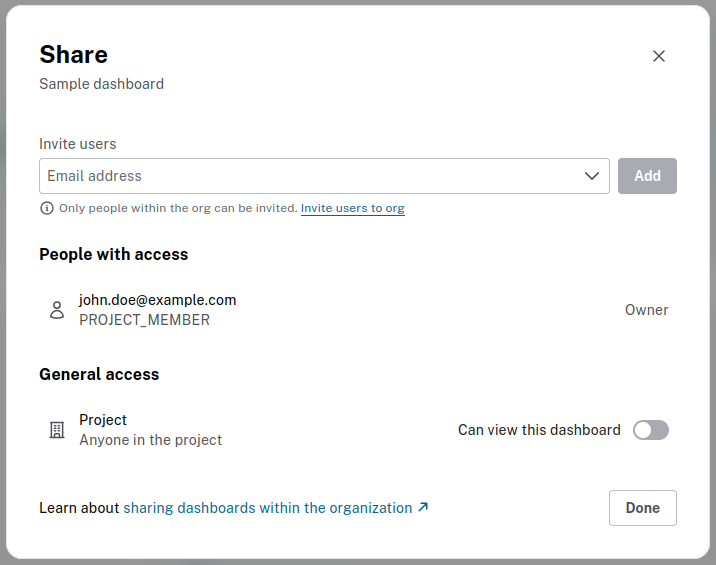 Share
Sample dashboard
Invite users
Email address
Add
Only people within the org can be invited. Invite users to org
People with access
john.doe@example.com
PROJECT_MEMBER
Owner
General access
Project
Anyone in the project
Can view this dashboard
Learn about sharing dashboards within the organization
Done